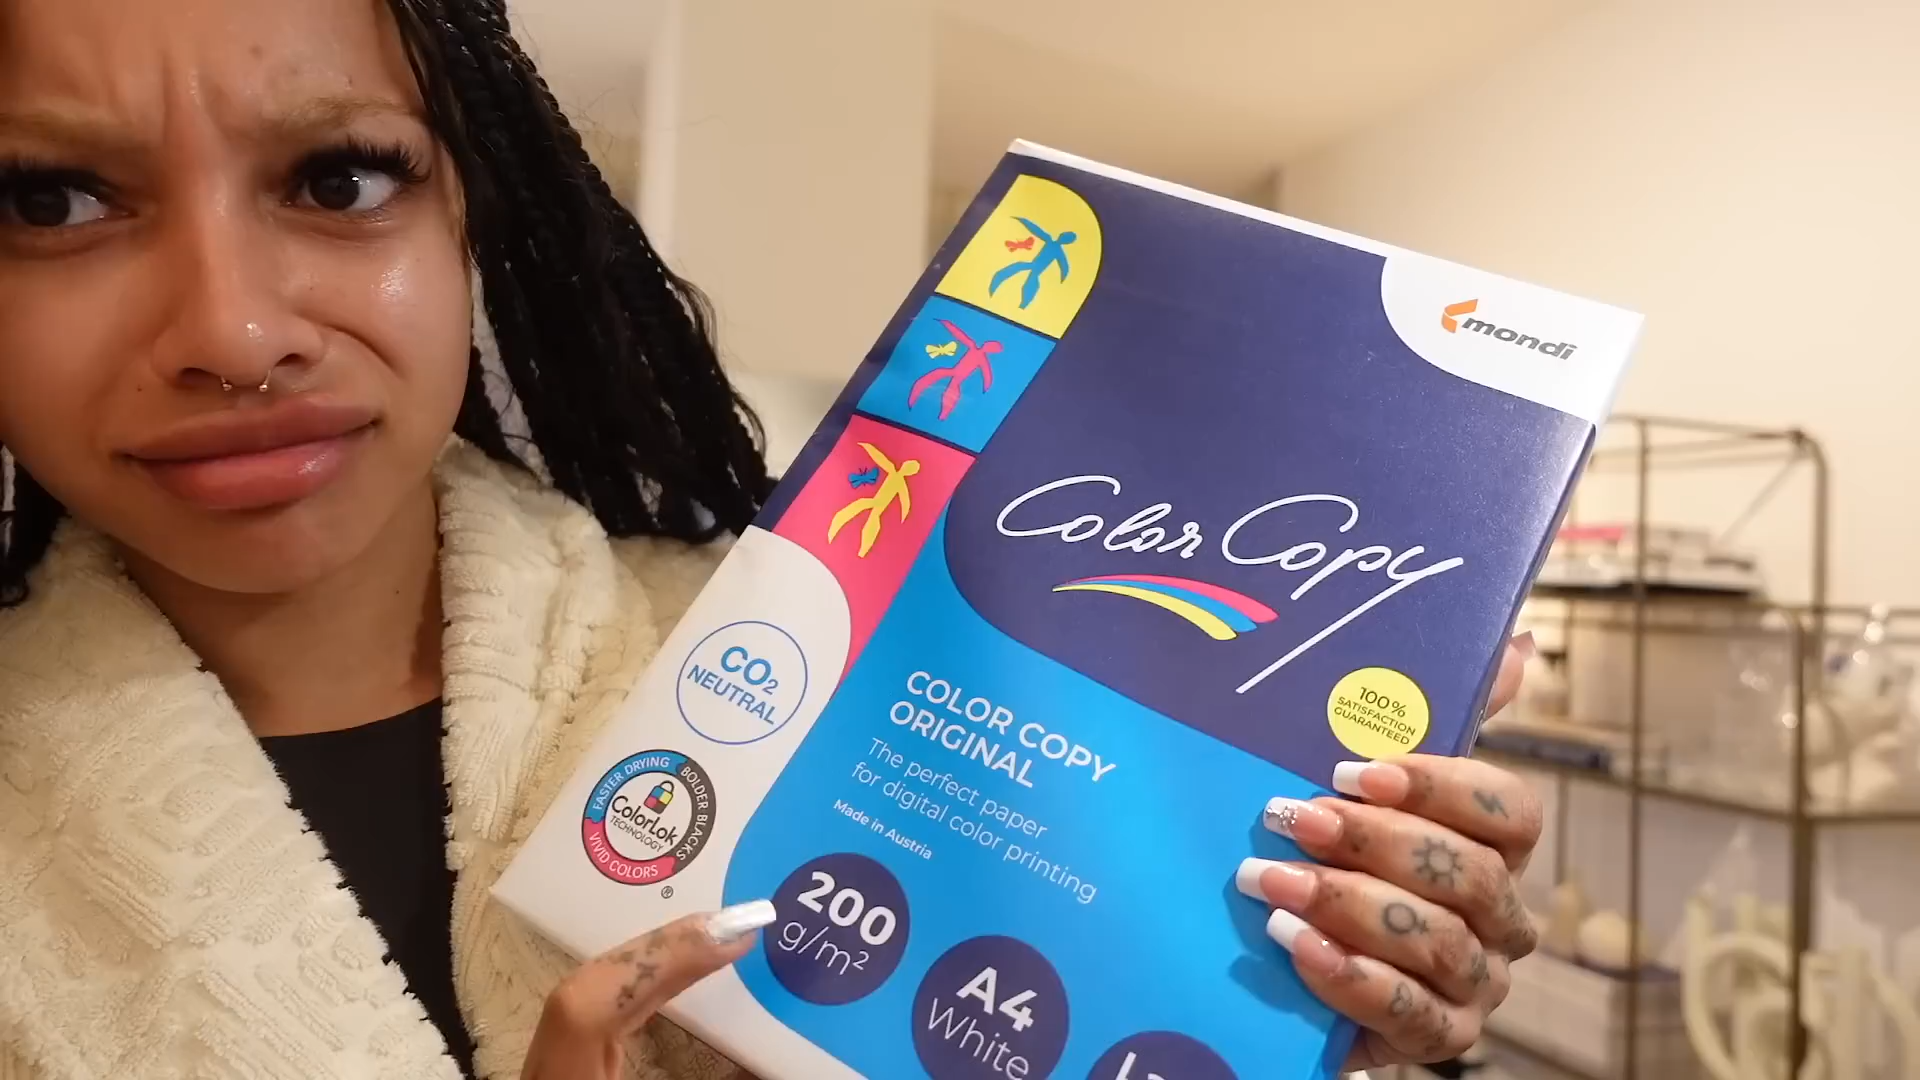 mondi
Color Copy
100%
SATISFACTION
GUARANTEED
CO2
NEUTRAL
COLOR COPY
ORIGINAL
The perfect paper
for digital color printing
Made in Austria
FASTER DRYING
BOLDER BLACKS
VIVID COLORS
ColorLok
TECHNOLOGY
®
200
g/m²
A4
White